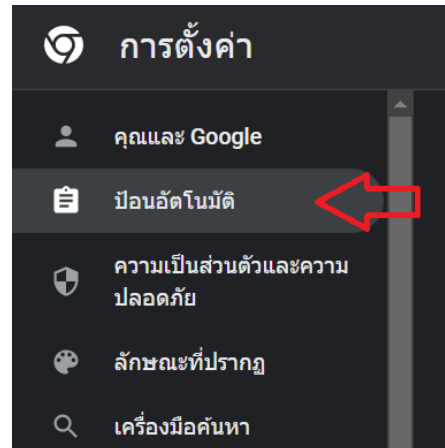 การตั้งค่า
คุณและ Google
ป้อนอัตโนมัติ
ความเป็นส่วนตัวและความ
ปลอดภัย
ลักษณะที่ปรากฏ
เครื่องมือค้นหา